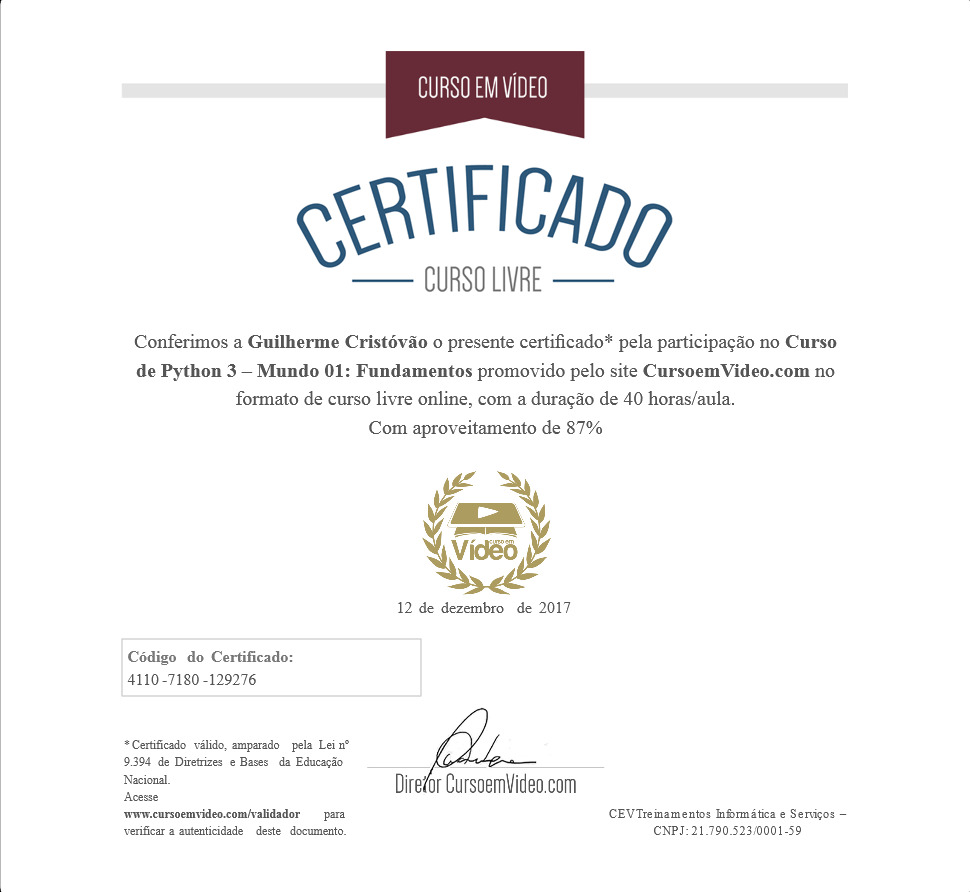 CURSO EM VÍDEO
CERTIFICADO
CURSO LIVRE
Conferimos a Guilherme Cristóvão o presente certificado* pela participação no Curso
de Python 3 – Mundo 01: Fundamentos promovido pelo site CursoemVideo.com no
formato de curso livre online, com a duração de 40 horas/aula.
Com aproveitamento de 87%
curso em
Vídeo
12 de dezembro de 2017
Código do Certificado:
4110 -7180 -129276
* Certificado válido, amparado pela Lei nº
9.394 de Diretrizes e Bases da Educação
Nacional.
Acesse
www.cursoemvideo.com/validador para
verificar a autenticidade deste documento.
Diretor CursoemVideo.com
CEVTreinamentos Informática e Serviços –
CNPJ: 21.790.523/0001-59